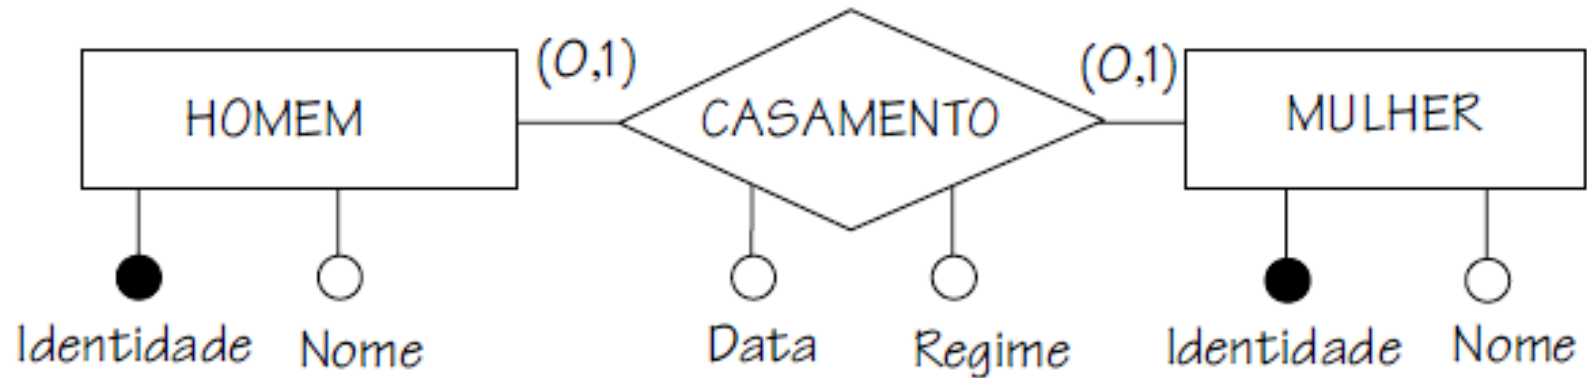 HOMEM (0,1) CASAMENTO (0,1) MULHER
Identidade Nome Data Regime Identidade Nome